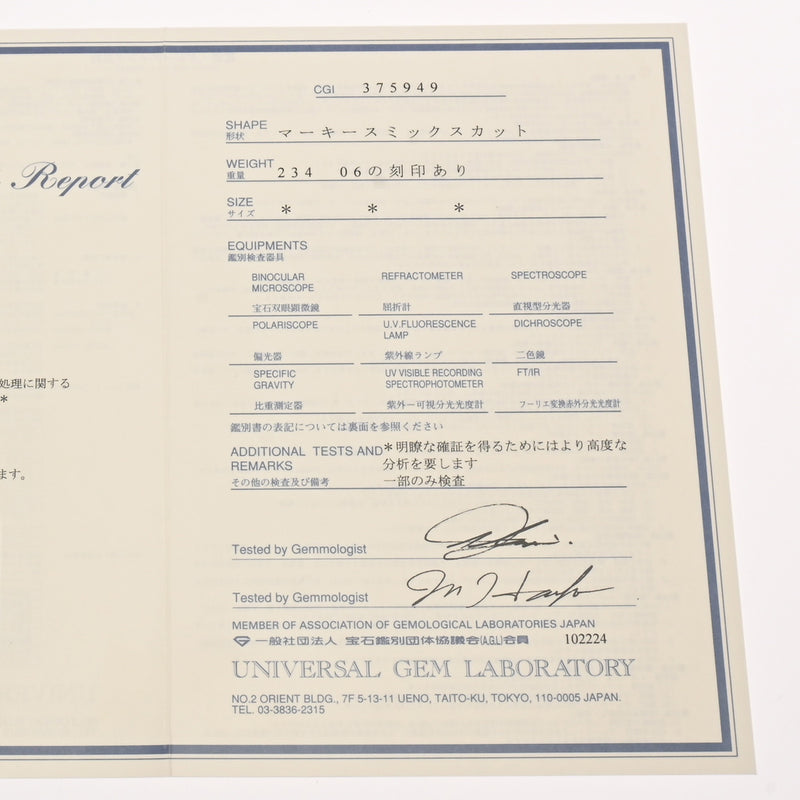 Report
処理に関する
*
ます。
CGI 375949
SHAPE
形状 マーキースミックスカット
WEIGHT
重量 234 06の刻印あり
SIZE
サイズ * * *
EQUIPMENTS
鑑別検査器具
BINOCULAR MICROSCOPE
宝石双眼顕微鏡
REFRACTOMETER
屈折計
SPECTROSCOPE
直視型分光器
POLARISCOPE
偏光器
U.V.FLUORESCENCE LAMP
紫外線ランプ
DICHROSCOPE
二色鏡
SPECIFIC GRAVITY
比重測定器
UV VISIBLE RECORDING SPECTROPHOTOMETER
紫外ー可視分光光度計
FT/IR
フーリエ変換赤外分光光度計
鑑別書の表記については裏面を参照ください
ADDITIONAL TESTS AND REMARKS
その他の検査及び備考
*明瞭な確証を得るためにはより高度な
分析を要します
一部のみ検査
Tested by Gemmologist
Tested by Gemmologist
MEMBER OF ASSOCIATION OF GEMOLOGICAL LABORATORIES JAPAN
一般社団法人 宝石鑑別団体協議会(A.G.L)会員 102224
UNIVERSAL GEM LABORATORY
NO.2 ORIENT BLDG., 7F 5-13-11 UENO, TAITO-KU, TOKYO, 110-0005 JAPAN.
TEL. 03-3836-2315